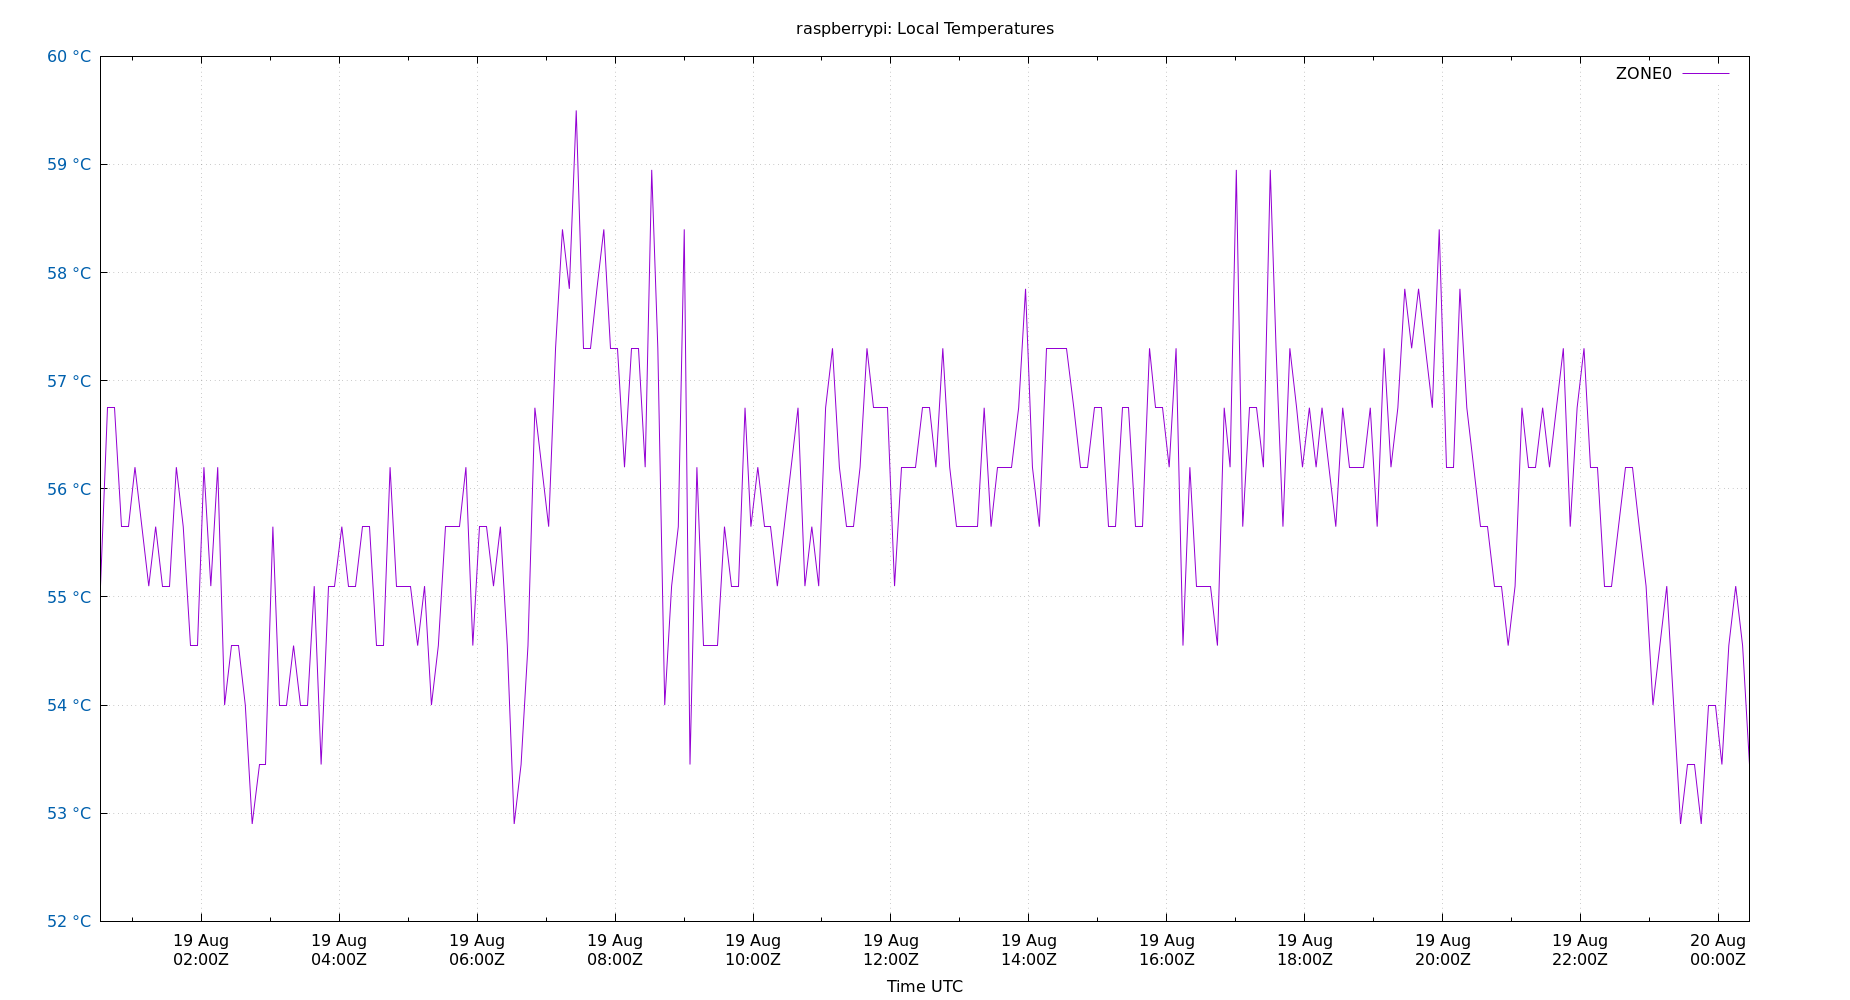 raspberrypi: Local Temperatures
60 °C
ZONE0
59 °C
58 °C
57 °C
56 °C
55 °C
54 °C
53 °C
52 °C
19 Aug 19 Aug 19 Aug 19 Aug 19 Aug 19 Aug 19 Aug 19 Aug 19 Aug 19 Aug 19 Aug 20 Aug
02:00Z 04:00Z 06:00Z 08:00Z 10:00Z 12:00Z 14:00Z 16:00Z 18:00Z 20:00Z 22:00Z 00:00Z
Time UTC